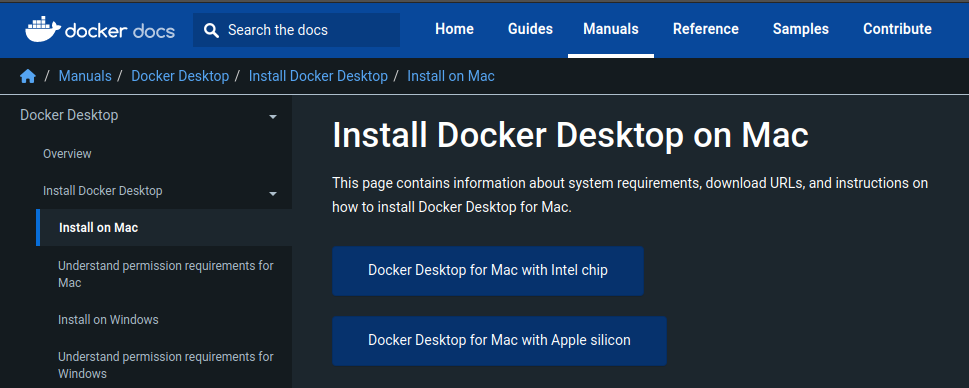 docker docs
Search the docs
Home
Guides
Manuals
Reference
Samples
Contribute
/ Manuals / Docker Desktop / Install Docker Desktop / Install on Mac
Docker Desktop
Overview
Install Docker Desktop
Install on Mac
Understand permission requirements for
Mac
Install on Windows
Understand permission requirements for
Windows
Install Docker Desktop on Mac
This page contains information about system requirements, download URLs, and instructions on
how to install Docker Desktop for Mac.
Docker Desktop for Mac with Intel chip
Docker Desktop for Mac with Apple silicon